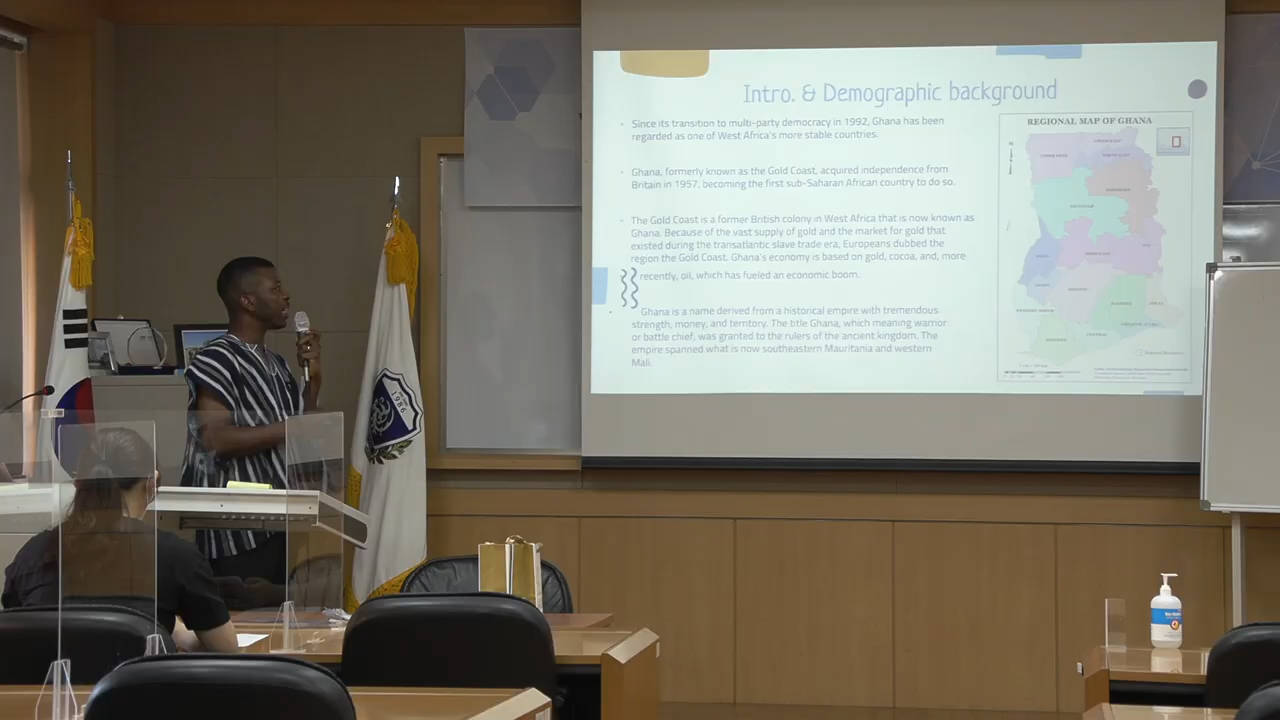 Intro. & Demographic background
- Since its transition to multi-party democracy in 1992, Ghana has been
regarded as one of West Africa's more stable countries.
- Ghana, formerly known as the Gold Coast, acquired independence from
Britain in 1957, becoming the first sub-Saharan African country to do so.
- The Gold Coast is a former British colony in West Africa that is now known as
Ghana. Because of the vast supply of gold and the market for gold that
existed during the transatlantic slave trade era, Europeans dubbed the
region the Gold Coast. Ghana's economy is based on gold, cocoa, and, more
recently, oil, which has fueled an economic boom.
- Ghana is a name derived from a historical empire with tremendous
strength, money, and territory. The title Ghana, which meaning warrior
or battle chief, was granted to the rulers of the ancient kingdom. The
empire spanned what is now southeastern Mauritania and western
Mali.
REGIONAL MAP OF GHANA
CENTRAL
1986